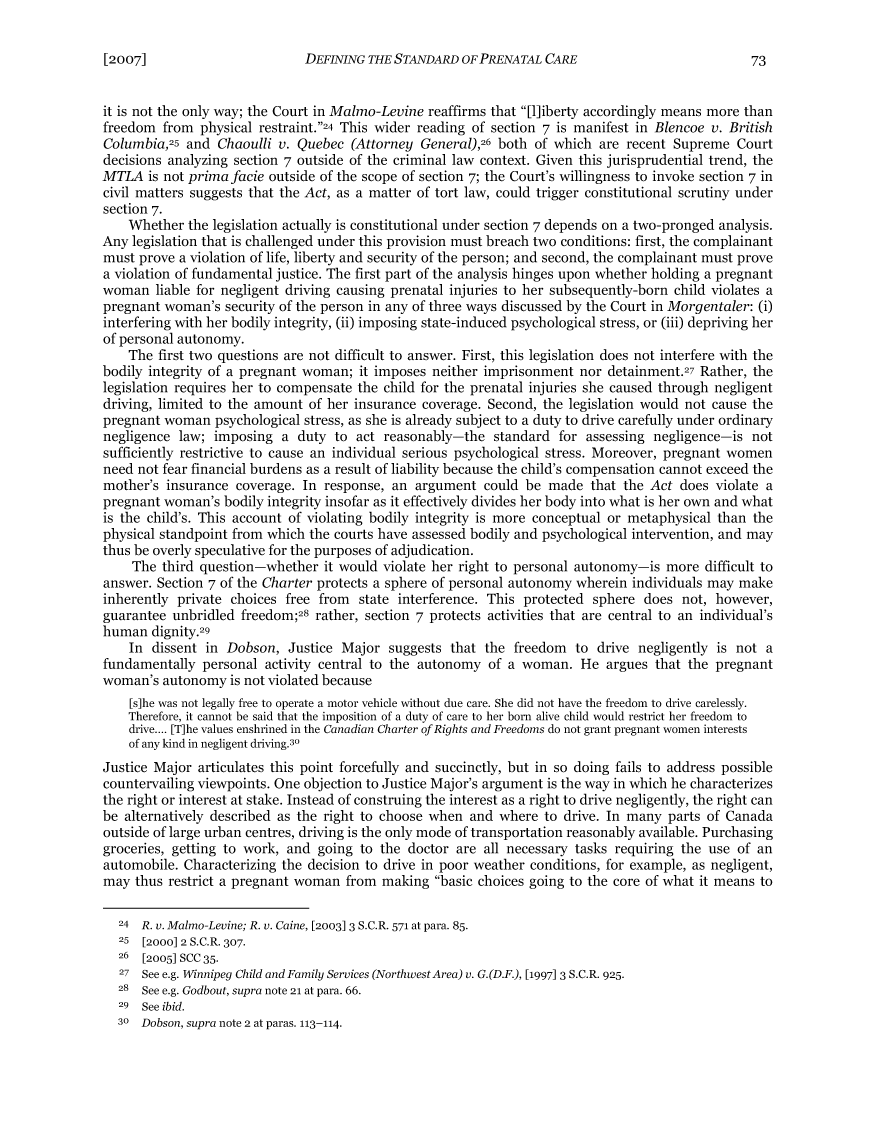 [2007] DEFINING THE STANDARD OF PRENATAL CARE 73
it is not the only way; the Court in Malmo-Levine reaffirms that “[l]iberty accordingly means more than
freedom from physical restraint.”24 This wider reading of section 7 is manifest in Blencoe v. British
Columbia,25 and Chaoulli v. Quebec (Attorney General),26 both of which are recent Supreme Court
decisions analyzing section 7 outside of the criminal law context. Given this jurisprudential trend, the
MTLA is not prima facie outside of the scope of section 7; the Court’s willingness to invoke section 7 in
civil matters suggests that the Act, as a matter of tort law, could trigger constitutional scrutiny under
section 7.
Whether the legislation actually is constitutional under section 7 depends on a two-pronged analysis.
Any legislation that is challenged under this provision must breach two conditions: first, the complainant
must prove a violation of life, liberty and security of the person; and second, the complainant must prove
a violation of fundamental justice. The first part of the analysis hinges upon whether holding a pregnant
woman liable for negligent driving causing prenatal injuries to her subsequently-born child violates a
pregnant woman’s security of the person in any of three ways discussed by the Court in Morgentaler: (i)
interfering with her bodily integrity, (ii) imposing state-induced psychological stress, or (iii) depriving her
of personal autonomy.
The first two questions are not difficult to answer. First, this legislation does not interfere with the
bodily integrity of a pregnant woman; it imposes neither imprisonment nor detainment.27 Rather, the
legislation requires her to compensate the child for the prenatal injuries she caused through negligent
driving, limited to the amount of her insurance coverage. Second, the legislation would not cause the
pregnant woman psychological stress, as she is already subject to a duty to drive carefully under ordinary
negligence law; imposing a duty to act reasonably—the standard for assessing negligence—is not
sufficiently restrictive to cause an individual serious psychological stress. Moreover, pregnant women
need not fear financial burdens as a result of liability because the child’s compensation cannot exceed the
mother’s insurance coverage. In response, an argument could be made that the Act does violate a
pregnant woman’s bodily integrity insofar as it effectively divides her body into what is her own and what
is the child’s. This account of violating bodily integrity is more conceptual or metaphysical than the
physical standpoint from which the courts have assessed bodily and psychological intervention, and may
thus be overly speculative for the purposes of adjudication.
The third question—whether it would violate her right to personal autonomy—is more difficult to
answer. Section 7 of the Charter protects a sphere of personal autonomy wherein individuals may make
inherently private choices free from state interference. This protected sphere does not, however,
guarantee unbridled freedom;28 rather, section 7 protects activities that are central to an individual’s
human dignity.29
In dissent in Dobson, Justice Major suggests that the freedom to drive negligently is not a
fundamentally personal activity central to the autonomy of a woman. He argues that the pregnant
woman’s autonomy is not violated because
[s]he was not legally free to operate a motor vehicle without due care. She did not have the freedom to drive carelessly.
Therefore, it cannot be said that the imposition of a duty of care to her born alive child would restrict her freedom to
drive.... [T]he values enshrined in the Canadian Charter of Rights and Freedoms do not grant pregnant women interests
of any kind in negligent driving.30
Justice Major articulates this point forcefully and succinctly, but in so doing fails to address possible
countervailing viewpoints. One objection to Justice Major’s argument is the way in which he characterizes
the right or interest at stake. Instead of construing the interest as a right to drive negligently, the right can
be alternatively described as the right to choose when and where to drive. In many parts of Canada
outside of large urban centres, driving is the only mode of transportation reasonably available. Purchasing
groceries, getting to work, and going to the doctor are all necessary tasks requiring the use of an
automobile. Characterizing the decision to drive in poor weather conditions, for example, as negligent,
may thus restrict a pregnant woman from making “basic choices going to the core of what it means to
24 R. v. Malmo-Levine; R. v. Caine, [2003] 3 S.C.R. 571 at para. 85.
25 [2000] 2 S.C.R. 307.
26 [2005] SCC 35.
27 See e.g. Winnipeg Child and Family Services (Northwest Area) v. G.(D.F.), [1997] 3 S.C.R. 925.
28 See e.g. Godbout, supra note 21 at para. 66.
29 See ibid.
30 Dobson, supra note 2 at paras. 113–114.